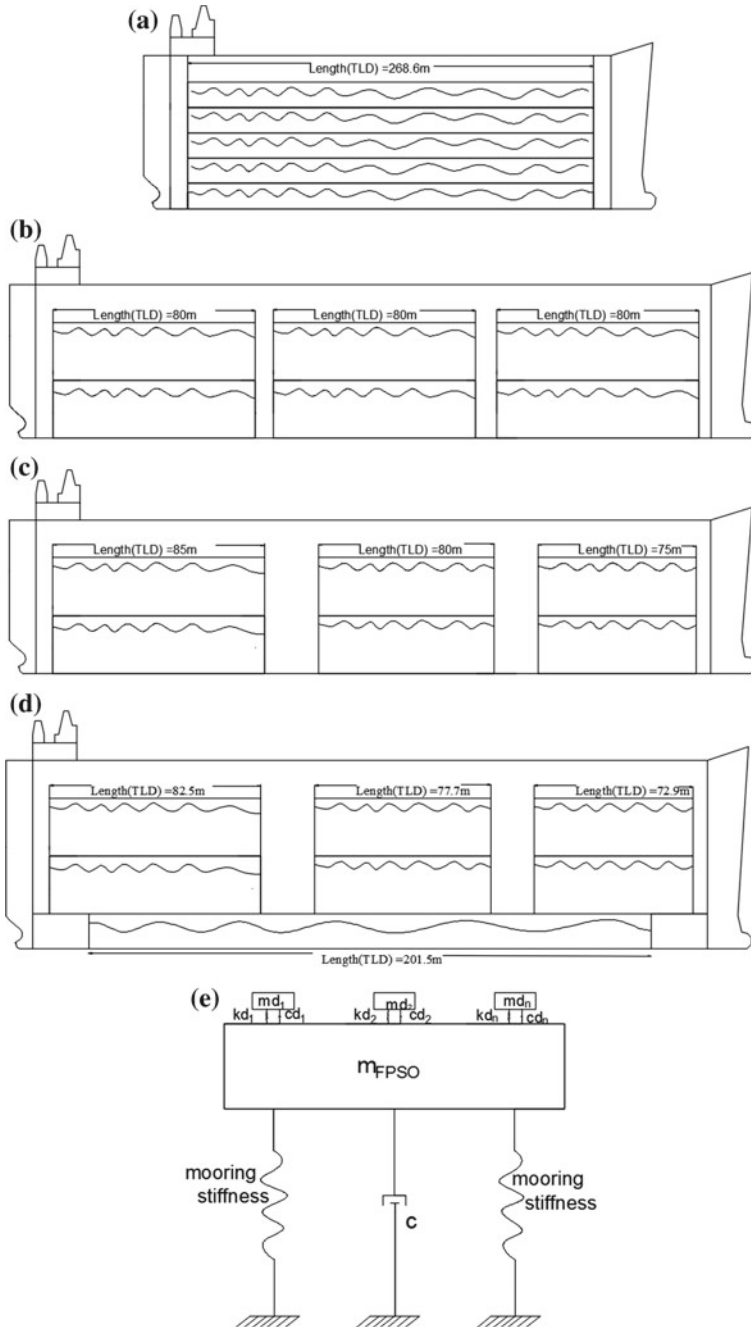 (a)
Length(TLD) =268.6m
(b)
Length(TLD) =80m Length(TLD) =80m Length(TLD) =80m
(c)
Length(TLD) =85m Length(TLD) =80m Length(TLD) =75m
(d)
Length(TLD) =82.5m Length(TLD) =77.7m Length(TLD) =72.9m
Length(TLD) =201.5m
(e)
md1 md2 mdn
kd1 cd1 kd2 cd2 kdn cdn
mFPSO
mooring stiffness
mooring stiffness
c